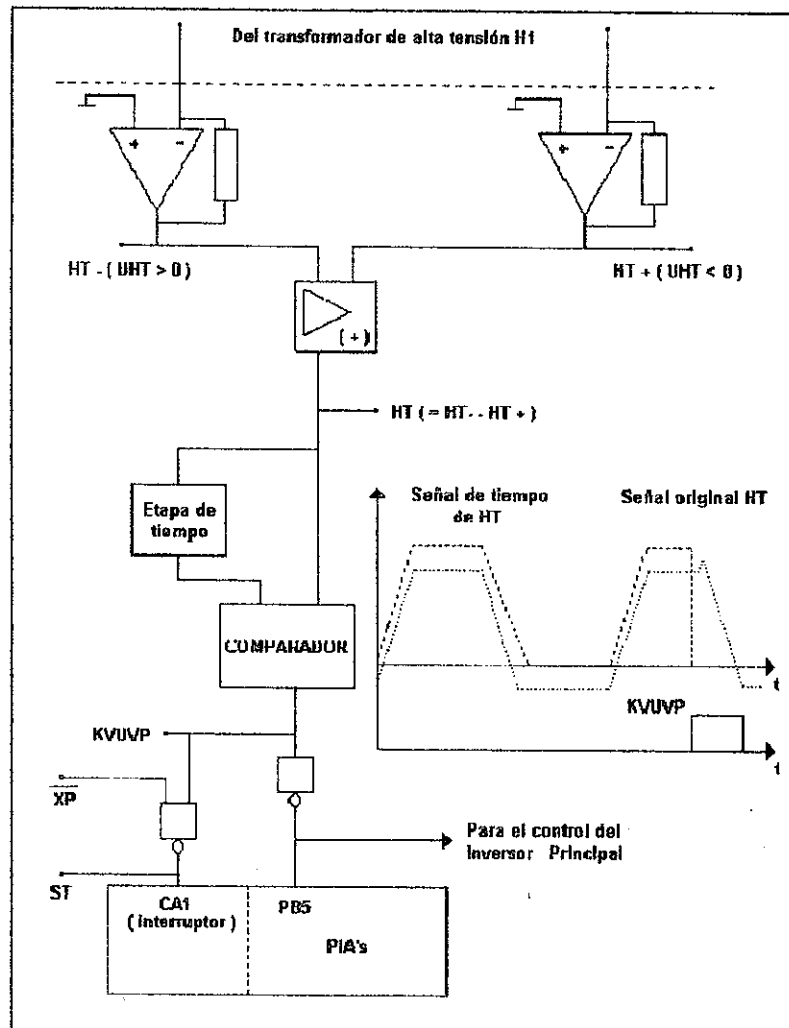 Del transformador de alta tensión H1
+ -
+ -
HT - ( UHT > 0 )
HT + ( UHT < 0 )
( + )
HT ( = HT - - HT + )
Etapa de
tiempo
Señal de tiempo
de HT
Señal original HT
COMPARADOR
t
KVUVP
KVUVP
t
XP
Para el control del
Inversor Principal
ST
CA1
( interruptor )
PB5
PIA's